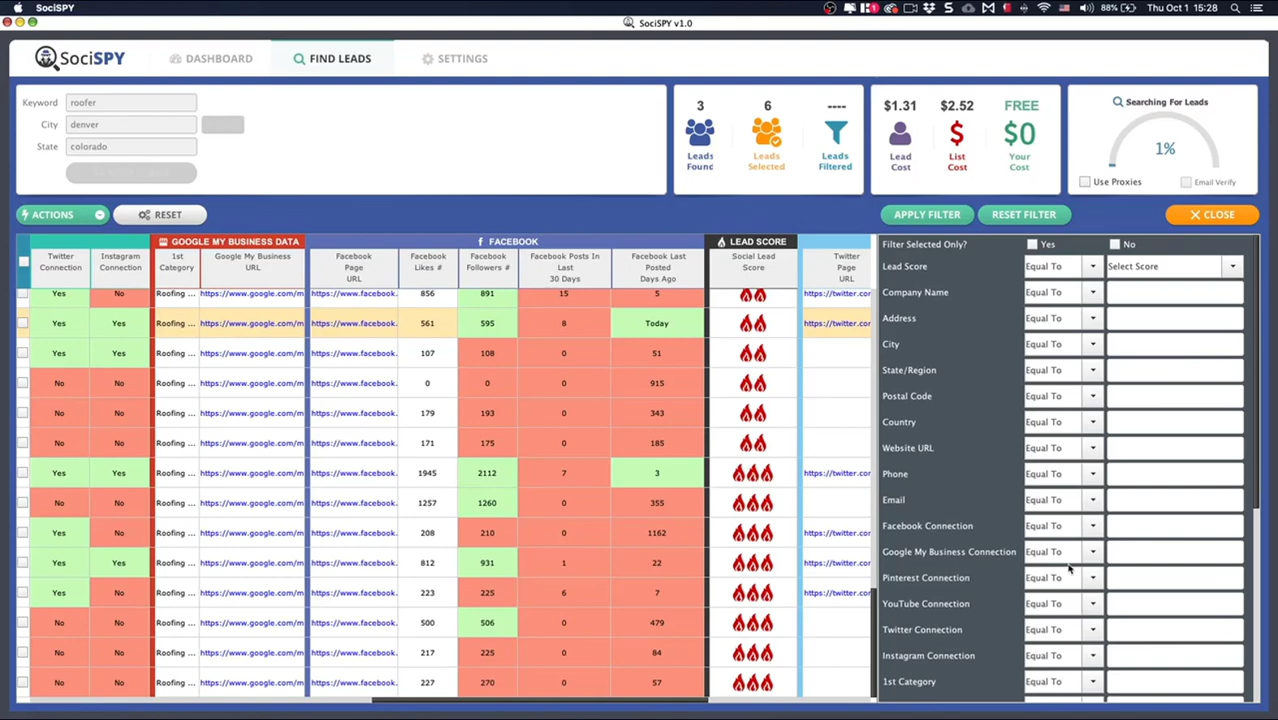 SociSPY
88%
Thu Oct 1 15:28
SociSPY v1.0
SociSPY
DASHBOARD
FIND LEADS
SETTINGS
Keyword roofer
City denver
State colorado
3 6 ----
Leads Found
Leads Selected
Leads Filtered
$1.31 $2.52 FREE
$ $0
Lead Cost
List Cost
Your Cost
Searching For Leads
1%
Use Proxies
Email Verify
ACTIONS
RESET
APPLY FILTER
RESET FILTER
CLOSE
GOOGLE MY BUSINESS DATA
FACEBOOK
LEAD SCORE
Twitter Connection
Instagram Connection
1st Category
Google My Business URL
Facebook Page URL
Facebook Likes #
Facebook Followers #
Facebook Posts In Last 30 Days
Facebook Last Posted Days Ago
Social Lead Score
Twitter Page URL
Yes No Roofing ... https://www.google.com/m https://www.facebook. 856 891 15 5 https://twitter.cor
Yes Yes Roofing ... https://www.google.com/m https://www.facebook. 561 595 8 Today https://twitter.cor
Yes Yes Roofing ... https://www.google.com/m https://www.facebook. 107 108 0 51
No No Roofing ... https://www.google.com/m https://www.facebook. 0 0 0 915
No No Roofing ... https://www.google.com/m https://www.facebook. 179 193 0 343
No No Roofing ... https://www.google.com/m https://www.facebook. 171 175 0 185
Yes Yes Roofing ... https://www.google.com/m https://www.facebook. 1945 2112 7 3 https://twitter.cor
No No Roofing ... https://www.google.com/m https://www.facebook. 1257 1260 0 355
Yes No Roofing ... https://www.google.com/m https://www.facebook. 208 210 0 1162 https://twitter.cor
Yes Yes Roofing ... https://www.google.com/m https://www.facebook. 812 931 1 22 https://twitter.cor
Yes No Roofing ... https://www.google.com/m https://www.facebook. 223 225 6 7 https://twitter.cor
No No Roofing ... https://www.google.com/m https://www.facebook. 500 506 0 479
No No Roofing ... https://www.google.com/m https://www.facebook. 217 225 0 84
No No Roofing ... https://www.google.com/m https://www.facebook. 227 270 0 57
Filter Selected Only? Yes No
Lead Score Equal To Select Score
Company Name Equal To
Address Equal To
City Equal To
State/Region Equal To
Postal Code Equal To
Country Equal To
Website URL Equal To
Phone Equal To
Email Equal To
Facebook Connection Equal To
Google My Business Connection Equal To
Pinterest Connection Equal To
YouTube Connection Equal To
Twitter Connection Equal To
Instagram Connection Equal To
1st Category Equal To